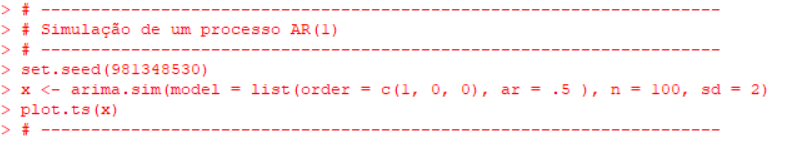 > # --------------------------------------------------------------------
> # Simulação de um processo AR(1)
> # --------------------------------------------------------------------
> set.seed(981348530)
> x <- arima.sim(model = list(order = c(1, 0, 0), ar = .5 ), n = 100, sd = 2)
> plot.ts(x)
> # --------------------------------------------------------------------